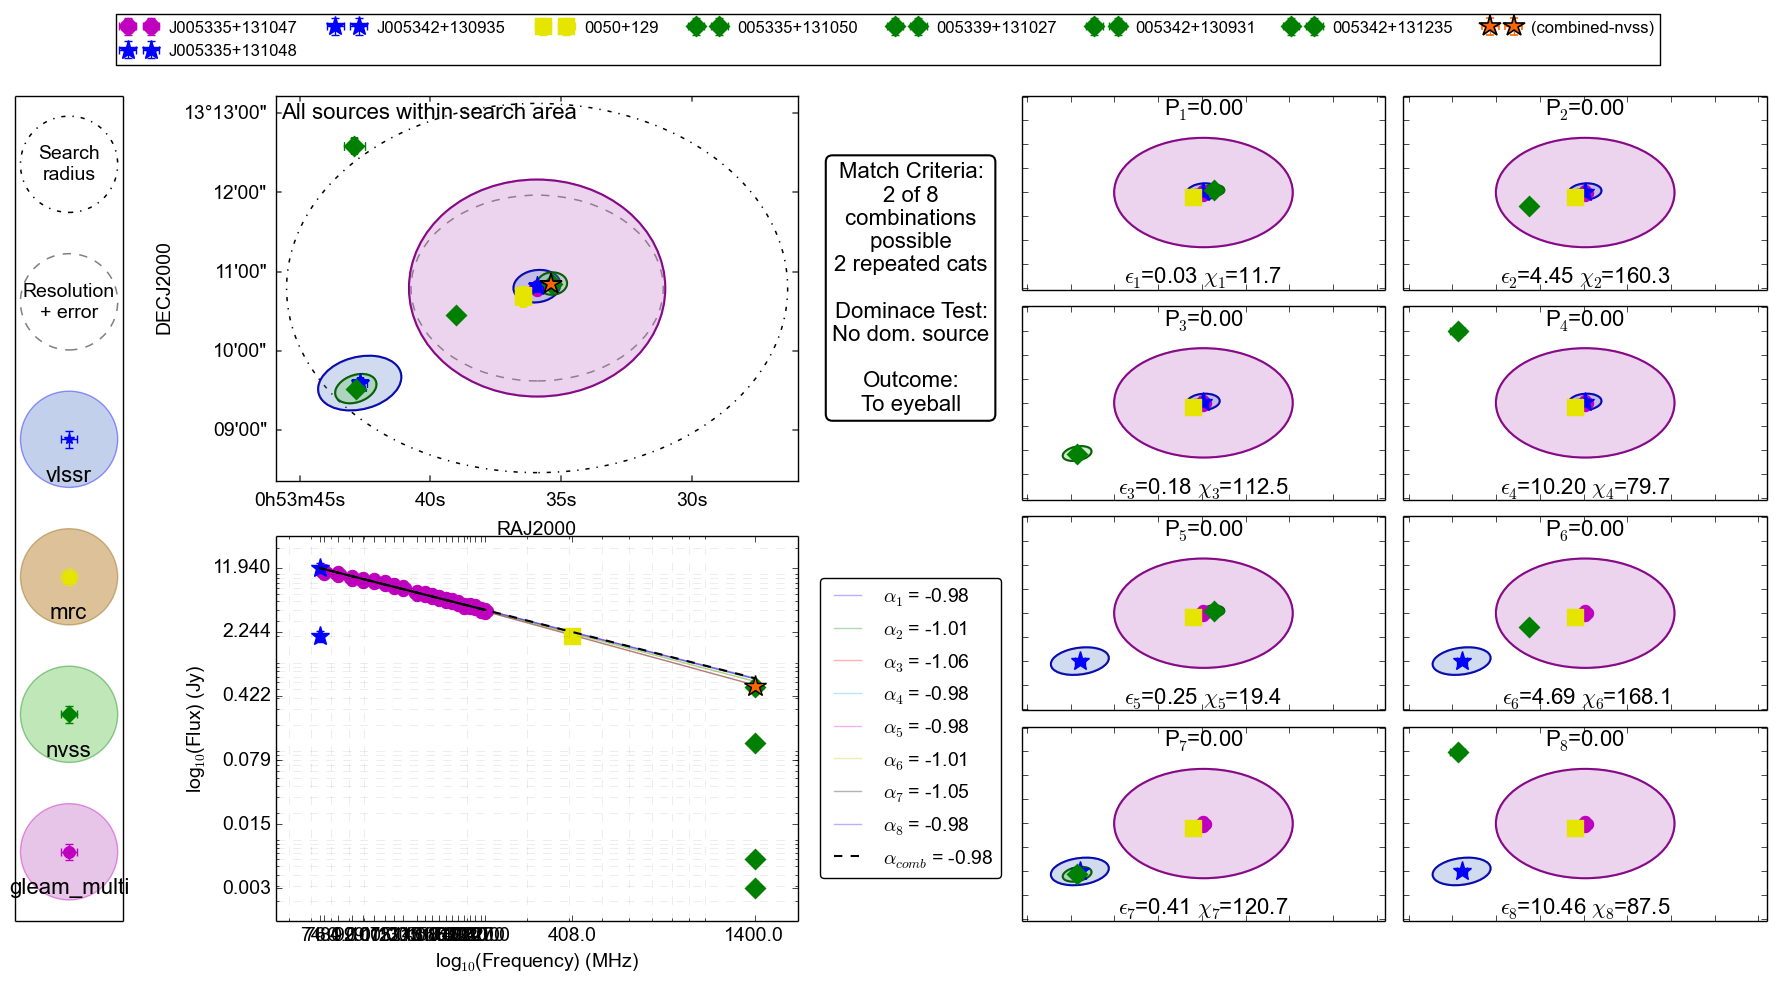 J005335+131047
J005342+130935
0050+129
005335+131050
005339+131027
005342+130931
005342+131235
(combined-nvss)
J005335+131048
Search
radius
Resolution
+ error
vlssr
mrc
nvss
gleam_multi
All sources within search area
13°13'00"
12'00"
11'00"
10'00"
09'00"
DECJ2000
0h53m45s
40s
35s
30s
RAJ2000
Match Criteria:
2 of 8
combinations
possible
2 repeated cats
Dominace Test:
No dom. source
Outcome:
To eyeball
11.940
2.244
0.422
0.079
0.015
0.003
log10(Flux) (Jy)
408.0
1400.0
log10(Frequency) (MHz)
α1 = -0.98
α2 = -1.01
α3 = -1.06
α4 = -0.98
α5 = -0.98
α6 = -1.01
α7 = -1.05
α8 = -0.98
αcomb = -0.98
P1=0.00
ϵ1=0.03 χ1=11.7
P2=0.00
ϵ2=4.45 χ2=160.3
P3=0.00
ϵ3=0.18 χ3=112.5
P4=0.00
ϵ4=10.20 χ4=79.7
P5=0.00
ϵ5=0.25 χ5=19.4
P6=0.00
ϵ6=4.69 χ6=168.1
P7=0.00
ϵ7=0.41 χ7=120.7
P8=0.00
ϵ8=10.46 χ8=87.5